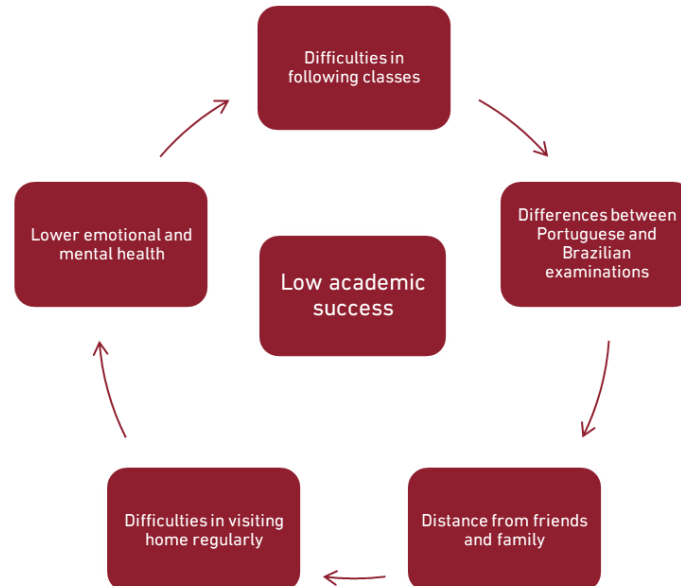 Difficulties in
following classes
Differences between
Portuguese and
Brazilian
examinations
Lower emotional and
mental health
Low academic
success
Difficulties in visiting
home regularly
Distance from friends
and family